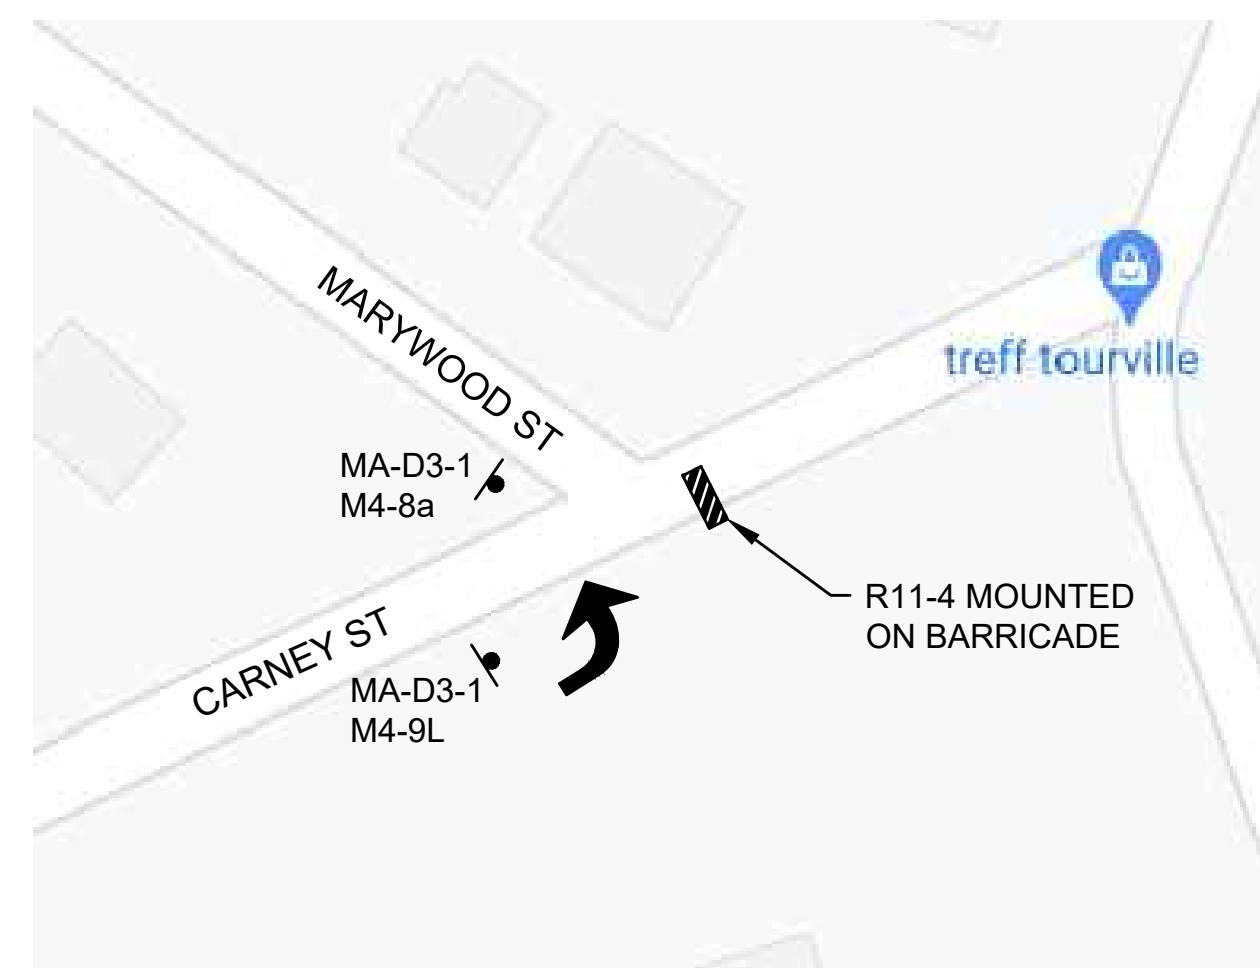 MARYWOOD ST
treff tourville
MA-D3-1
M4-8a
R11-4 MOUNTED
ON BARRICADE
CARNEY ST
MA-D3-1
M4-9L